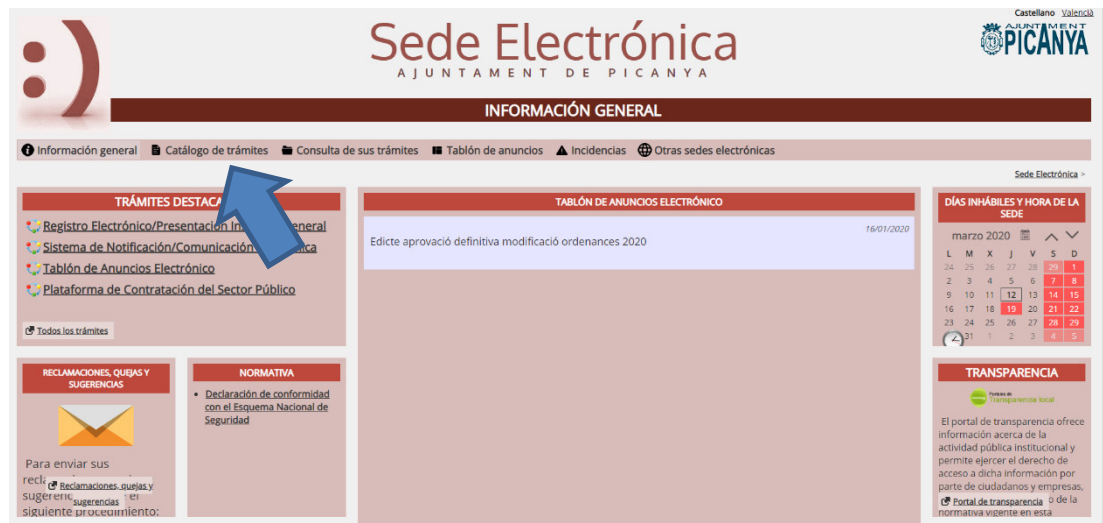 Castellano Valencià
Sede Electrónica
AJUNTAMENT DE PICANYA
AJUNTAMENT
PICANYA
INFORMACIÓN GENERAL
Información general Catálogo de trámites Consulta de sus trámites Tablón de anuncios Incidencias Otras sedes electrónicas
Sede Electrónica >
TRÁMITES
Registro Electrónico/Presentación
Sistema de Notificación/Comunicación
Tablón de Anuncios Electrónico
Plataforma de Contratación del Sector Público
Todos los trámites
TABLÓN DE ANUNCIOS ELECTRÓNICO
16/01/2020
Edicte aprovació definitiva modificació ordenances 2020
DÍAS INHÁBILES Y HORA DE LA
SEDE
marzo 2020
L M X J V S D
24 25 26 27 28 29 1
2 3 4 5 6 7 8
9 10 11 12 13 14 15
16 17 18 19 20 21 22
23 24 25 26 27 28 29
31 1 2 3 4 5
RECLAMACIONES, QUEJAS Y
SUGERENCIAS
Para enviar sus
Reclamaciones, quejas y
sugerencias el
siguiente procedimiento:
NORMATIVA
• Declaración de conformidad
con el Esquema Nacional de
Seguridad
TRANSPARENCIA
Transparencia local
El portal de transparencia ofrece
información acerca de la
actividad pública institucional y
permite ejercer el derecho de
acceso a dicha información por
parte de ciudadanos y empresas,
Portal de transparencia o de la
normativa vigente en esta